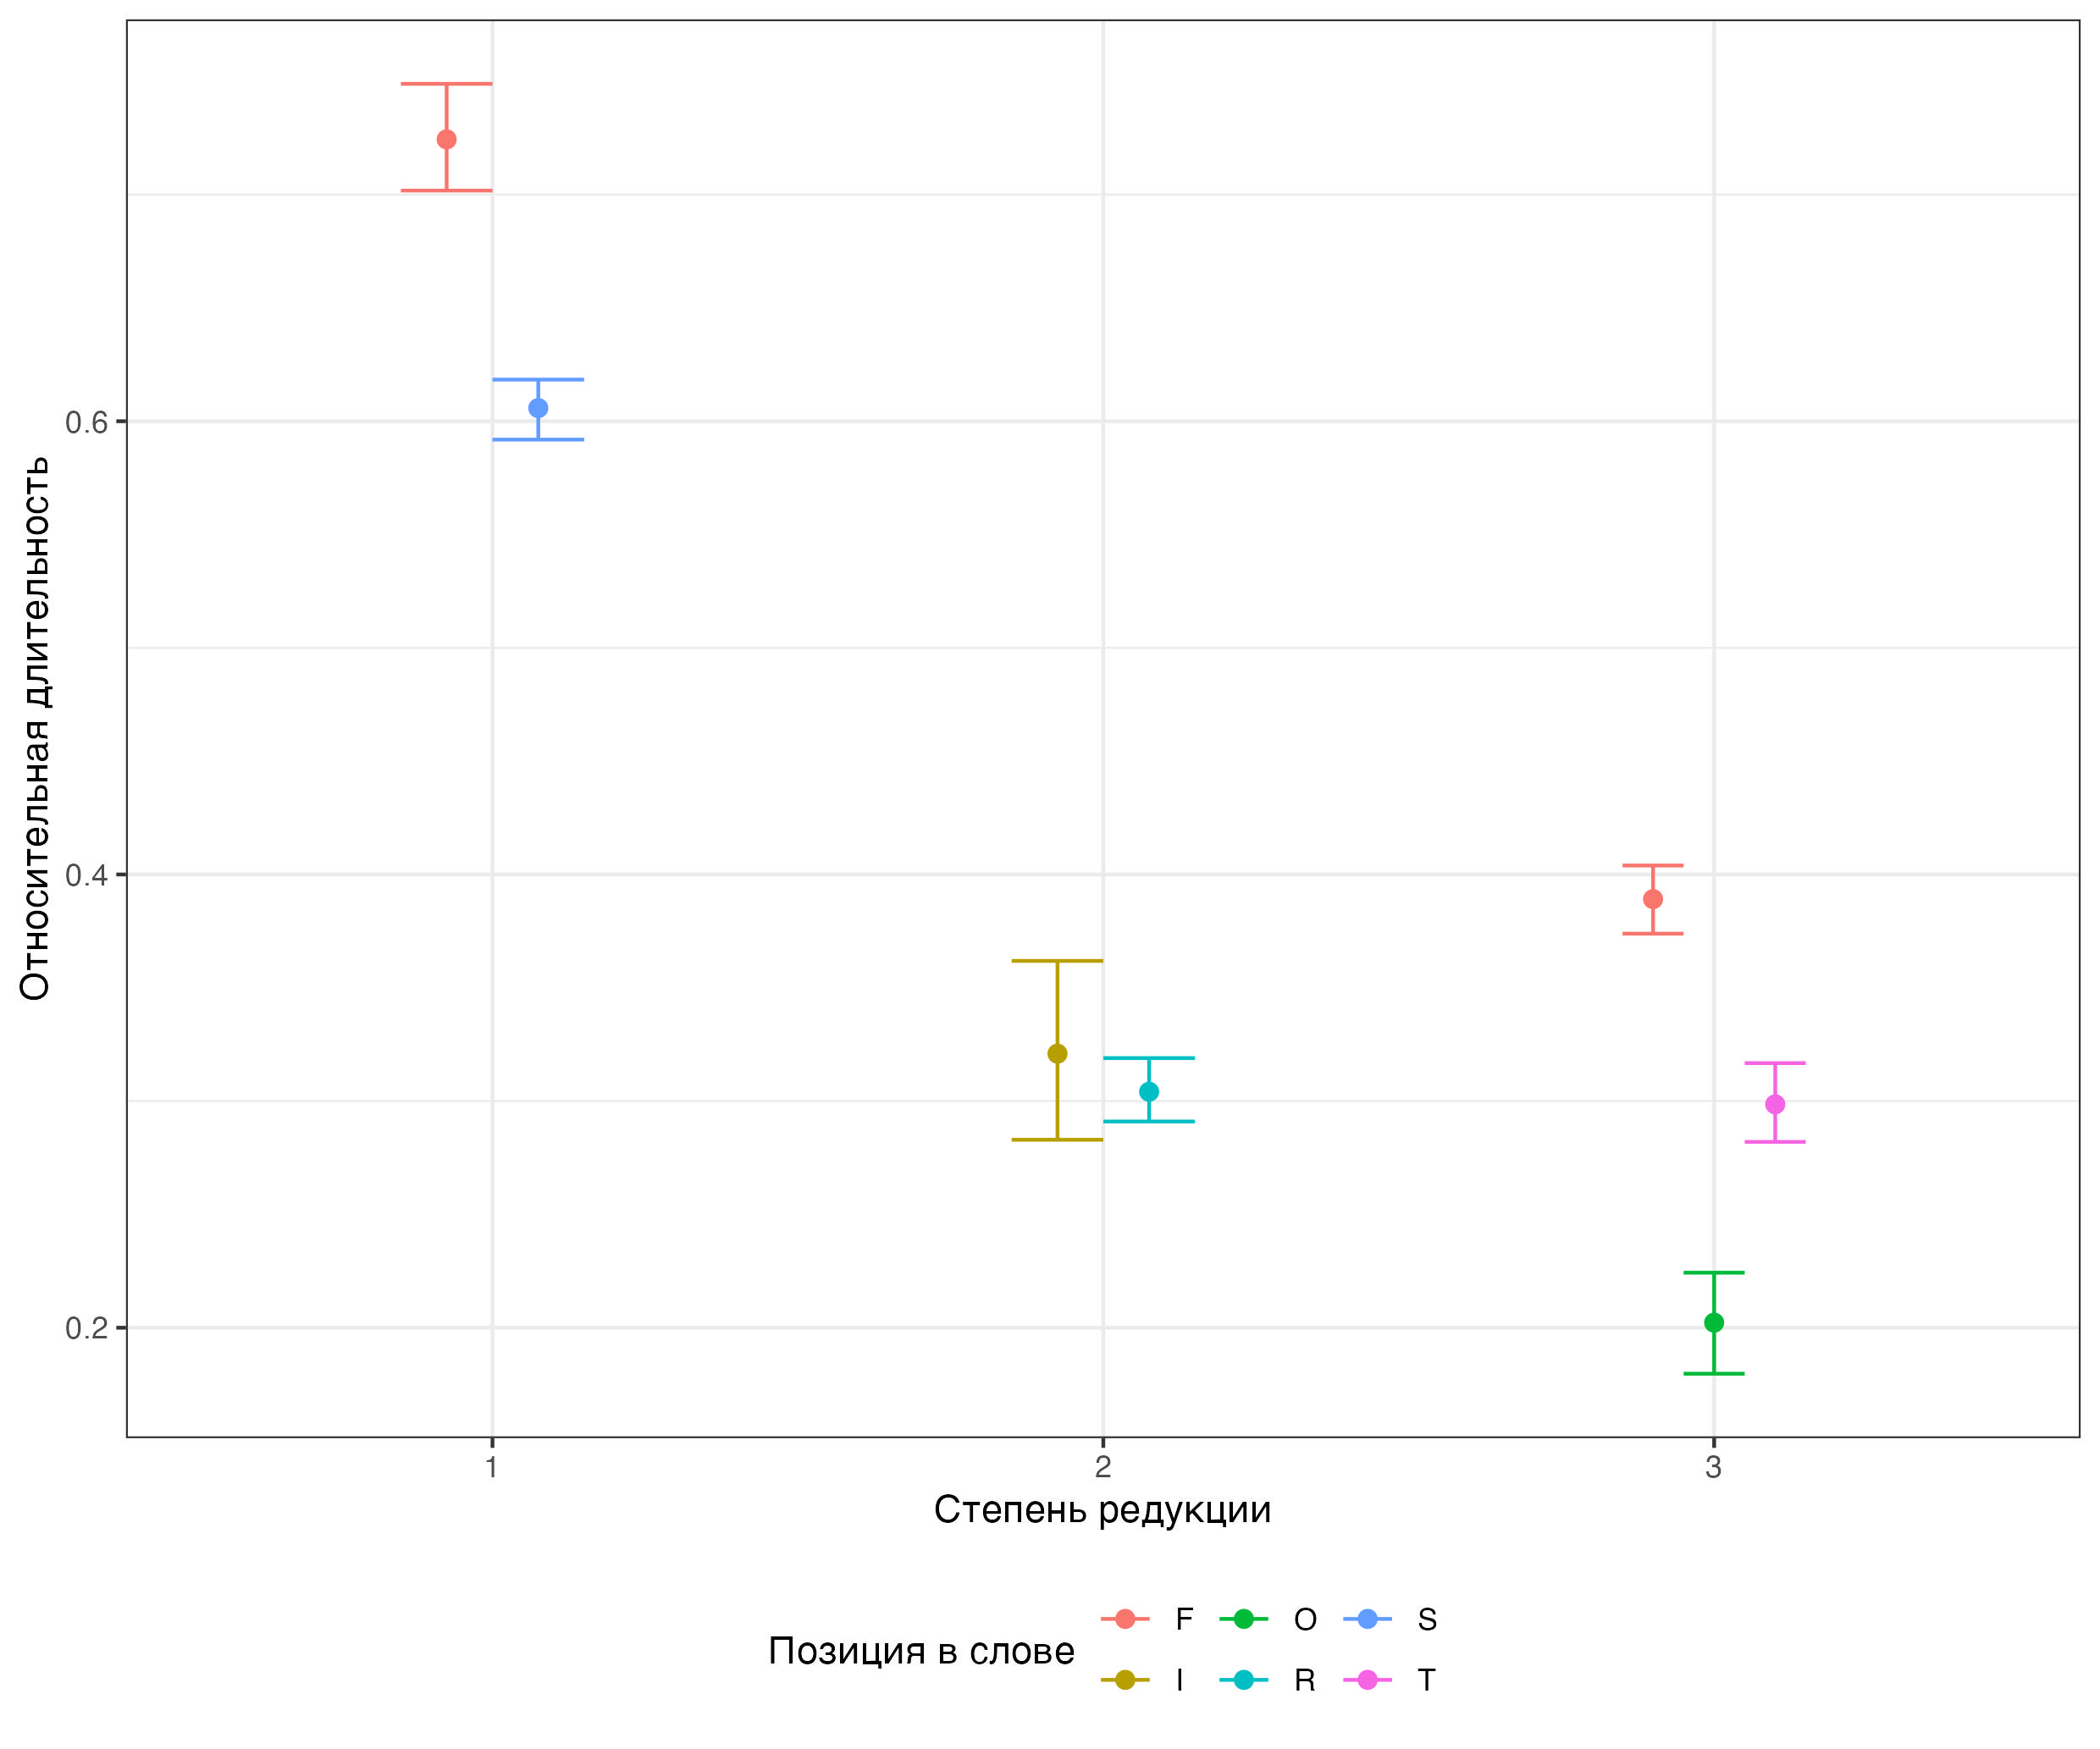 Относительная длительность
0.6
0.4
0.2
1 2 3
Степень редукции
Позиция в слове
F O S
I R T